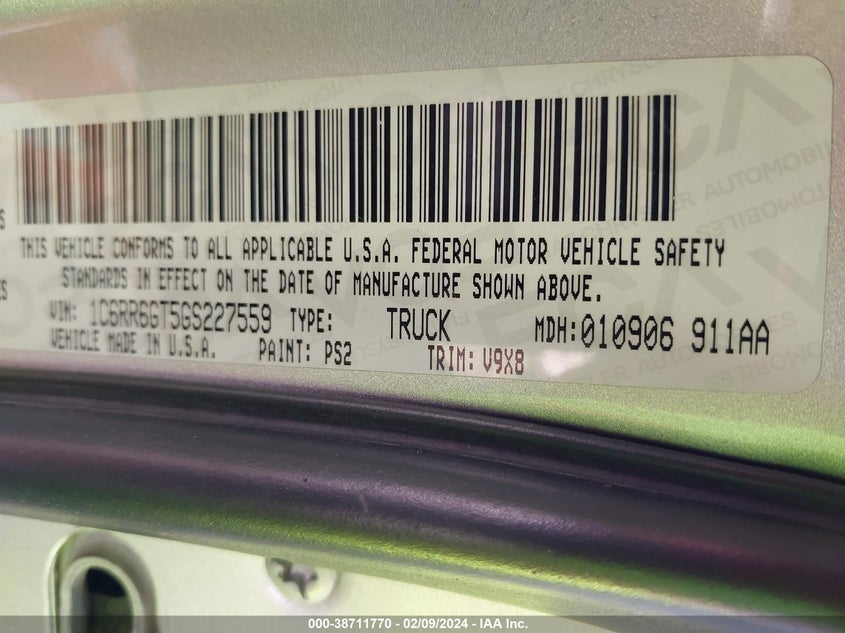 THIS VEHICLE CONFORMS TO ALL APPLICABLE U.S.A. FEDERAL MOTOR VEHICLE SAFETY
STANDARDS IN EFFECT ON THE DATE OF MANUFACTURE SHOWN ABOVE.
VIN: 1C6RR6GT5GS227559 TYPE: TRUCK MDH:010906 911AA
VEHICLE MADE IN U.S.A. PAINT: PS2 TRIM: V9X8
000-38711770 - 02/09/2024 - IAA Inc.